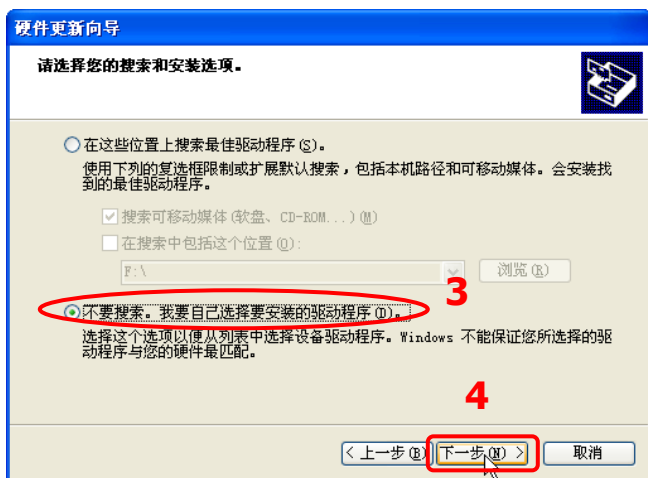 硬件更新向导
请选择您的搜索和安装选项。
在这些位置上搜索最佳驱动程序(S)。
使用下列的复选框限制或扩展默认搜索，包括本机路径和可移动媒体。会安装找
到的最佳驱动程序。
搜索可移动媒体(软盘、CD-ROM...)(M)
在搜索中包括这个位置(O):
F:\
浏览(R)
3
不要搜索。我要自己选择要安装的驱动程序(D)。
选择这个选项以便从列表中选择设备驱动程序。Windows 不能保证您所选择的驱
动程序与您的硬件最匹配。
4
< 上一步(B) 下一步(N) > 取消